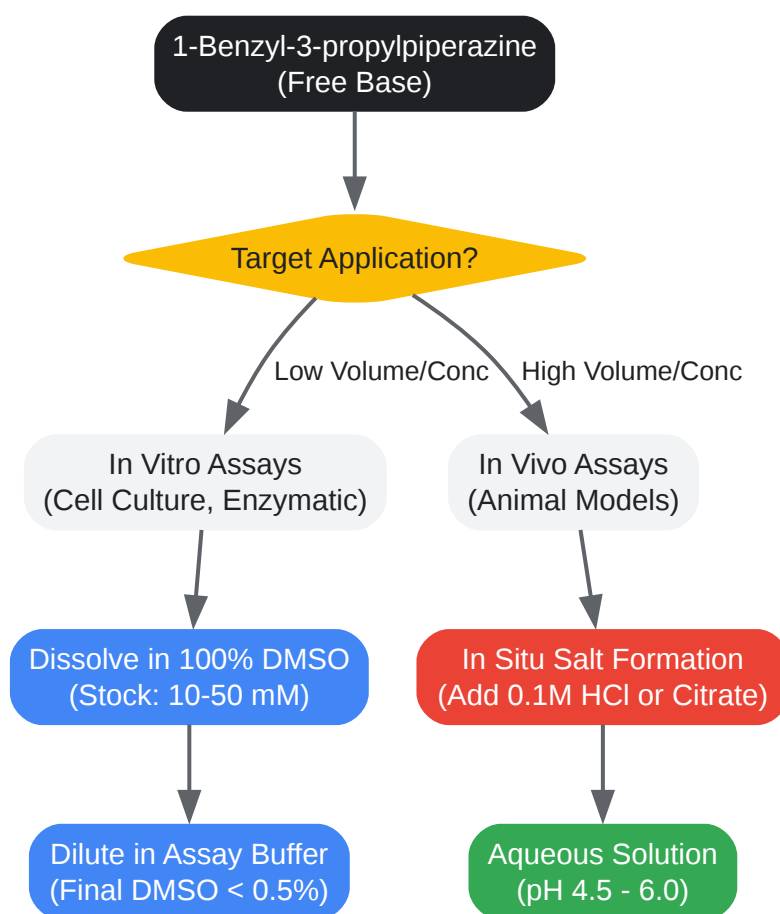 1-Benzyl-3-propylpiperazine
(Free Base)
Target Application?
Low Volume/Conc
High Volume/Conc
In Vitro Assays
(Cell Culture, Enzymatic)
In Vivo Assays
(Animal Models)
Dissolve in 100% DMSO
(Stock: 10-50 mM)
In Situ Salt Formation
(Add 0.1M HCl or Citrate)
Dilute in Assay Buffer
(Final DMSO < 0.5%)
Aqueous Solution
(pH 4.5 - 6.0)